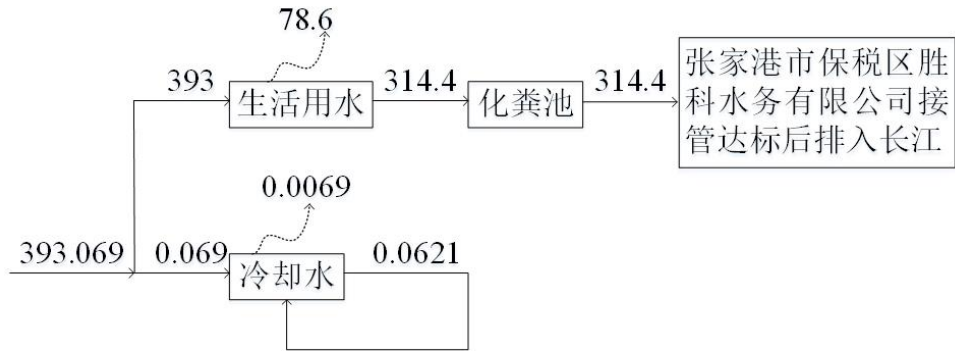 78.6
393
生活用水
314.4
化粪池
314.4
张家港市保税区胜
科水务有限公司接
管达标后排入长江
0.0069
393.069
0.069
冷却水
0.0621